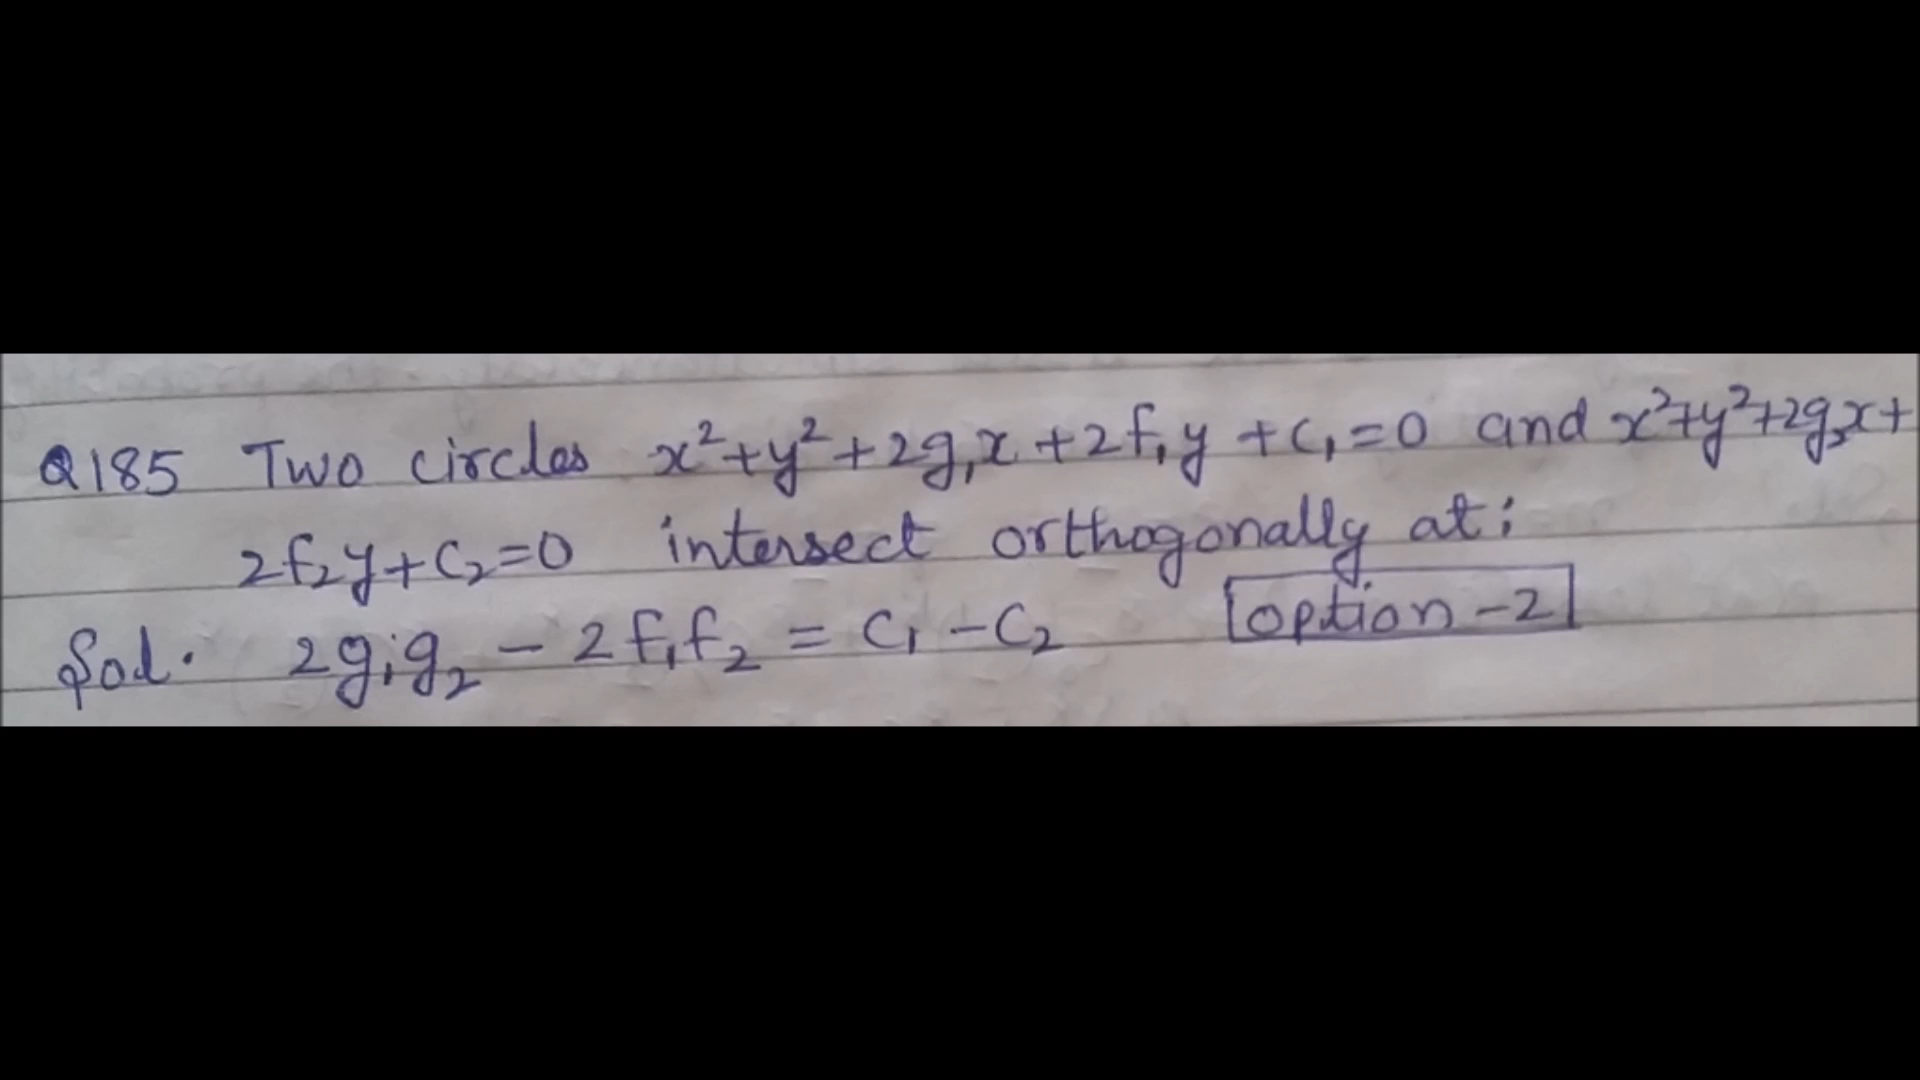 Q185 Two circles x²+y²+2g₁x+2f₁y+c₁=0 and x²+y²+2g₂x+
2f₂y+c₂=0 intersect orthogonally at:
Sol. 2g₁g₂-2f₁f₂=c₁-c₂ option-2